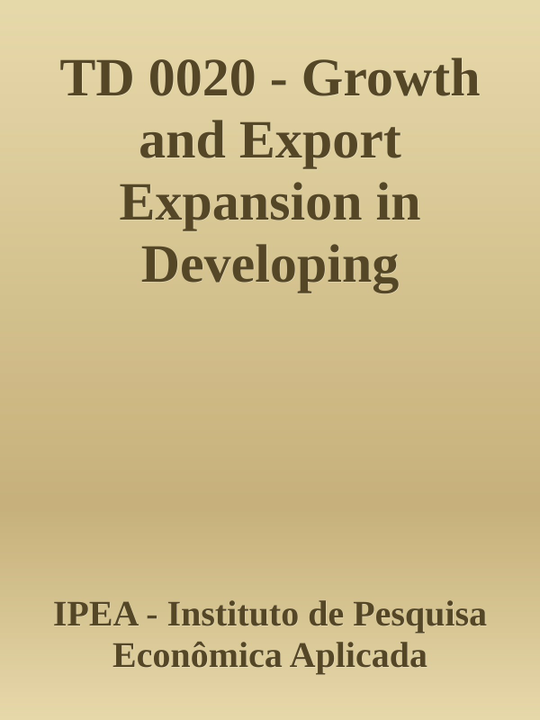 TD 0020 - Growth
and Export
Expansion in
Developing
IPEA - Instituto de Pesquisa
Econômica Aplicada